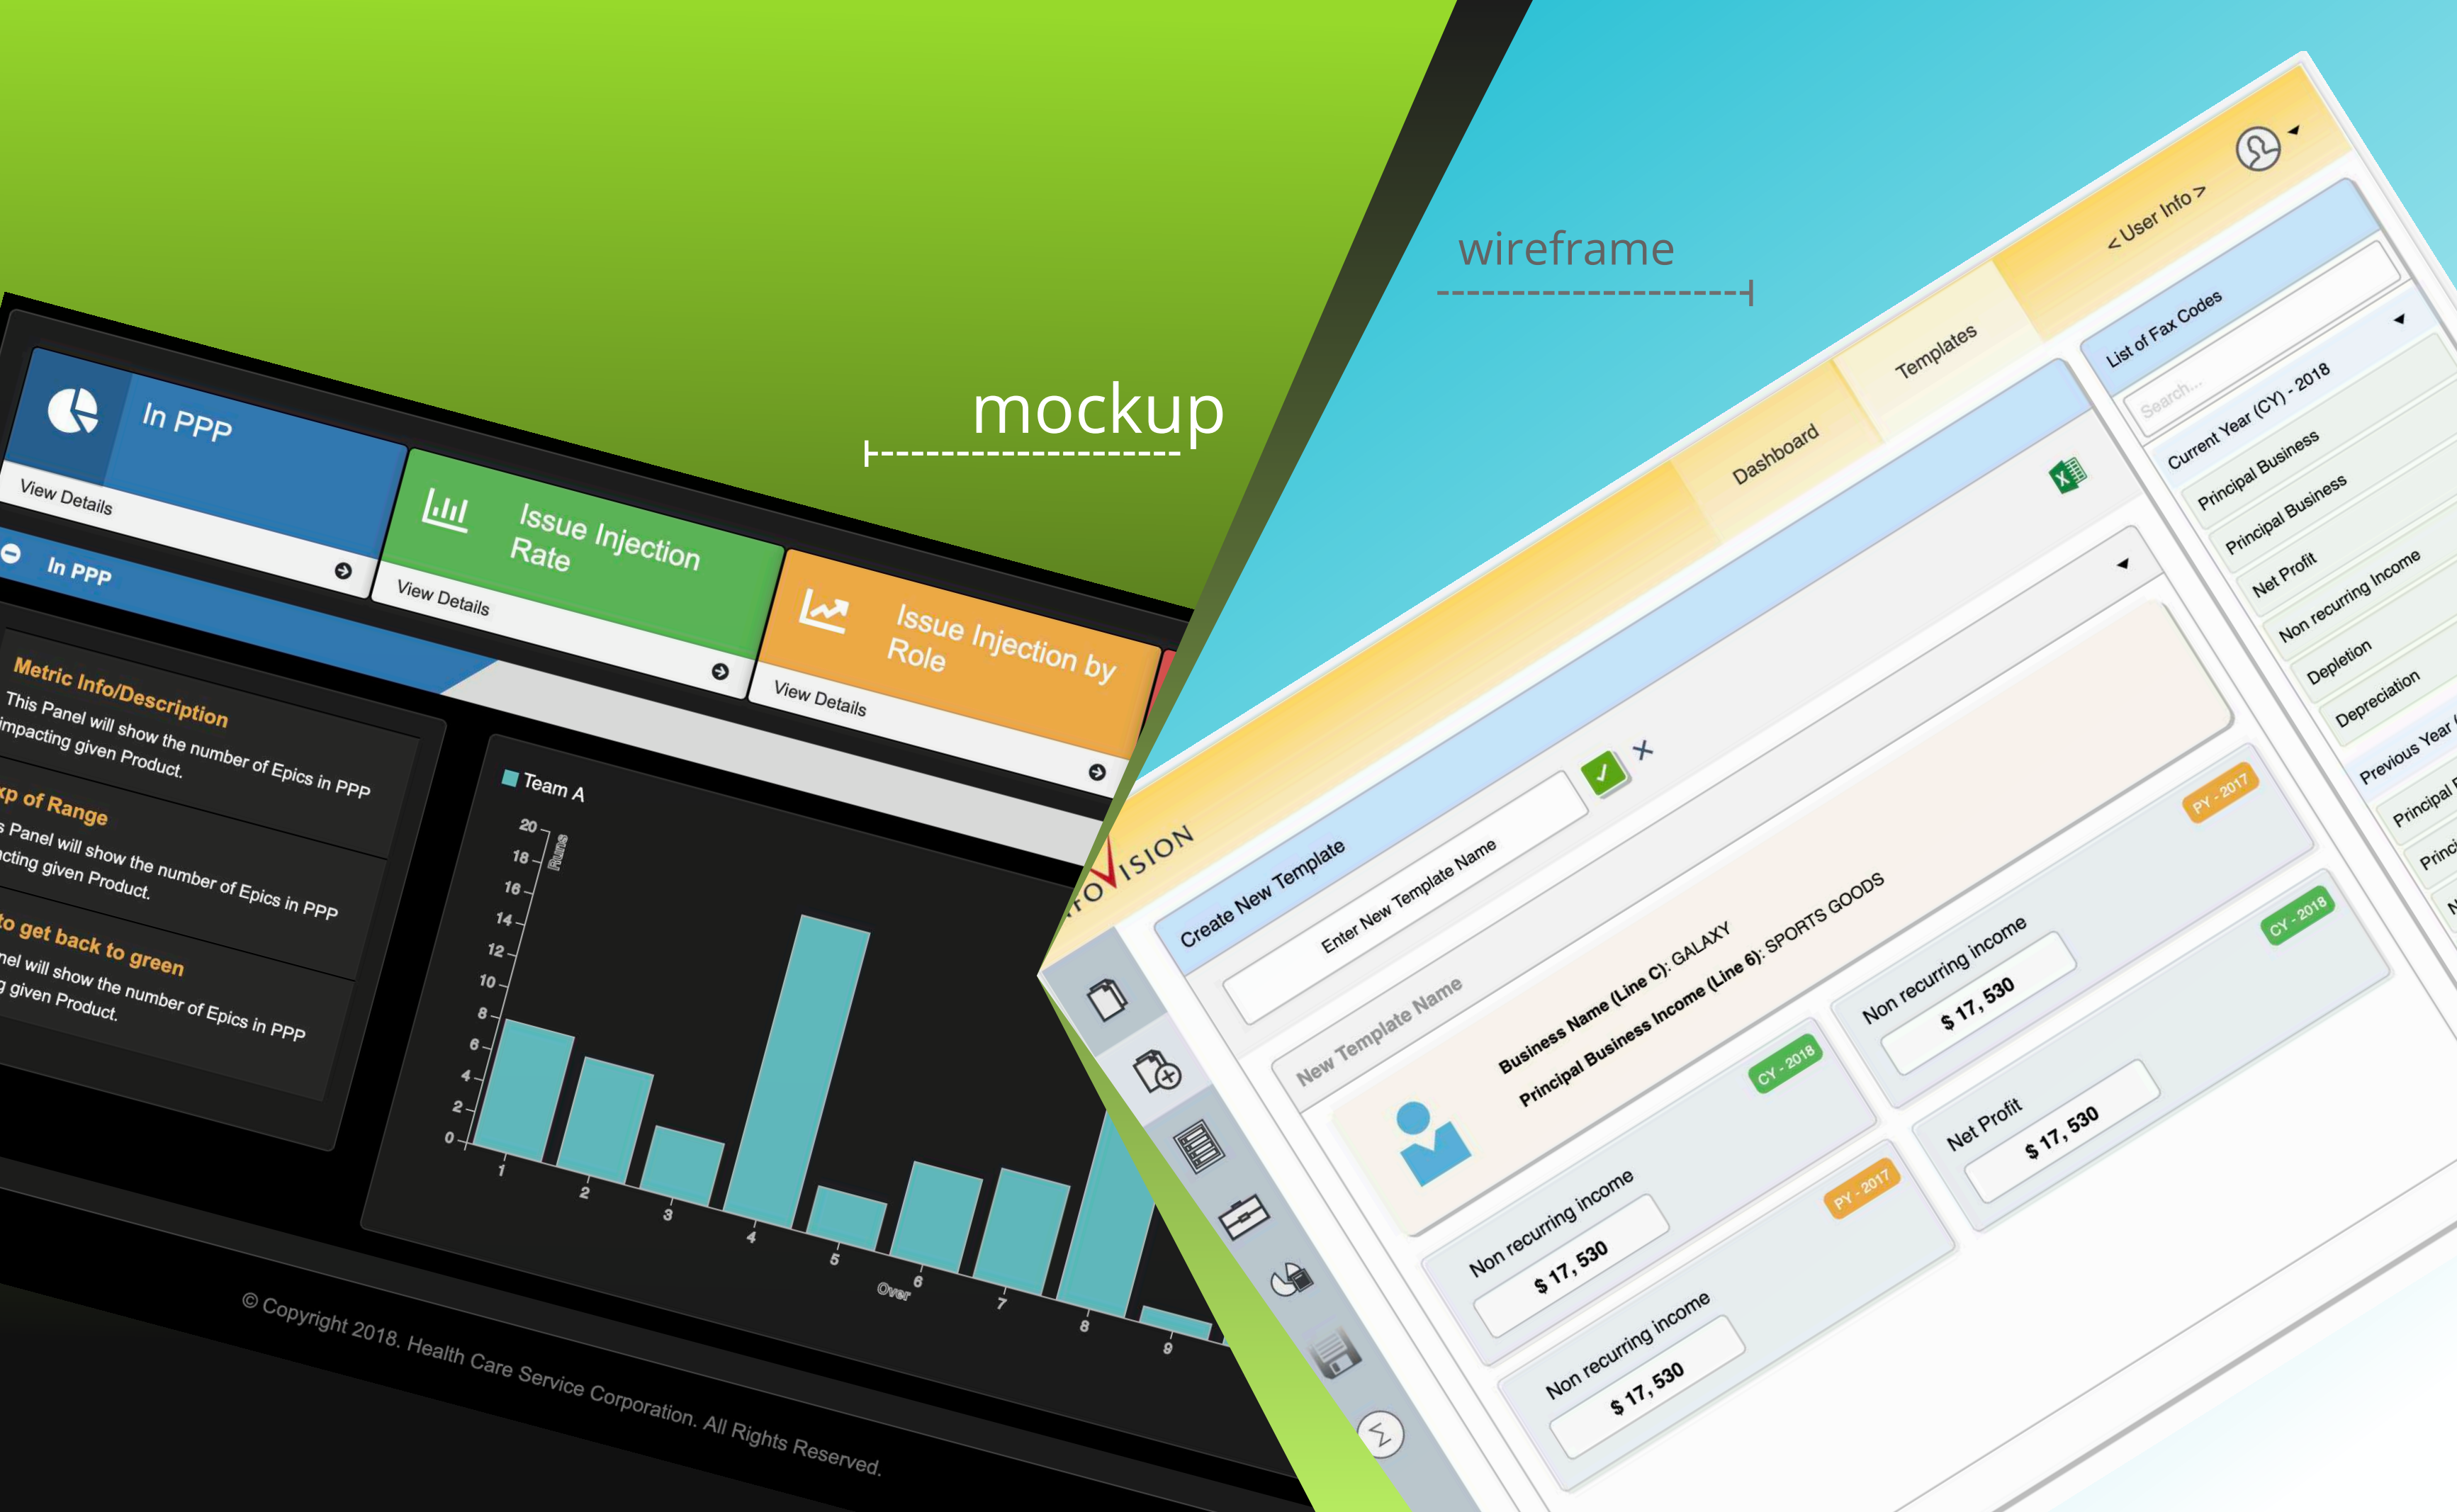 mockup
In PPP
View Details
Issue Injection
Rate
View Details
Issue Injection by
Role
View Details
In PPP
Metric Info/Description
This Panel will show the number of Epics in PPP
impacting given Product.
of Range
Panel will show the number of Epics in PPP
given Product.
to get back to green
will show the number of Epics in PPP
given Product.
Team A
Runs
20
18
16
14
12
10
8
6
4
2
0
1
2
3
4
5
6
7
8
9
Over
© Copyright 2018. Health Care Service Corporation. All Rights Reserved.
wireframe
VISION
Dashboard
Templates
< User Info >
Create New Template
Enter New Template Name
New Template Name
Business Name (Line C): GALAXY
Principal Business Income (Line 6): SPORTS GOODS
Non recurring income
CY - 2018
$ 17, 530
Non recurring income
PY - 2017
$ 17, 530
Non recurring income
PY - 2017
$ 17, 530
Net Profit
CY - 2018
$ 17, 530
List of Fax Codes
Search...
Current Year (CY) - 2018
Principal Business
Principal Business
Net Profit
Non recurring Income
Depletion
Depreciation
Previous Year
Principal